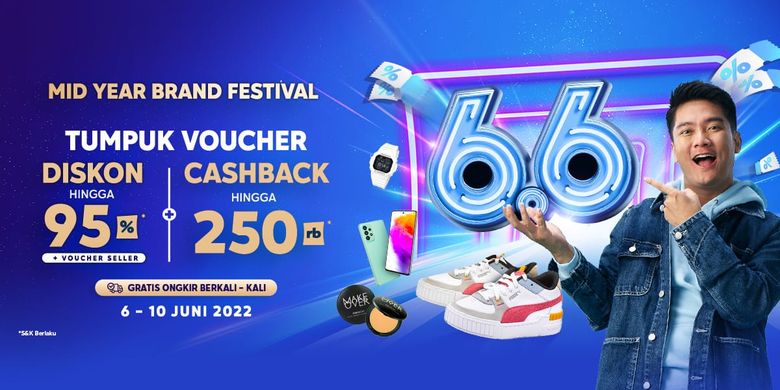 MID YEAR BRAND FESTIVAL
TUMPUK VOUCHER
DISKON
HINGGA
95%*
+ VOUCHER SELLER
+
CASHBACK
HINGGA
250rb*
GRATIS ONGKIR BERKALI - KALI
6 - 10 JUNI 2022
*S&K Berlaku
6.6
%
%
%
%
MAKE
OVER